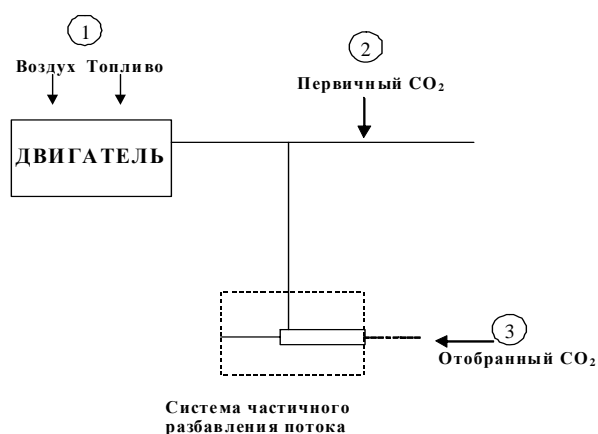 1
Воздух Топливо
2
Первичный CO₂
ДВИГАТЕЛЬ
3
Отобранный CO₂
Система частичного
разбавления потока